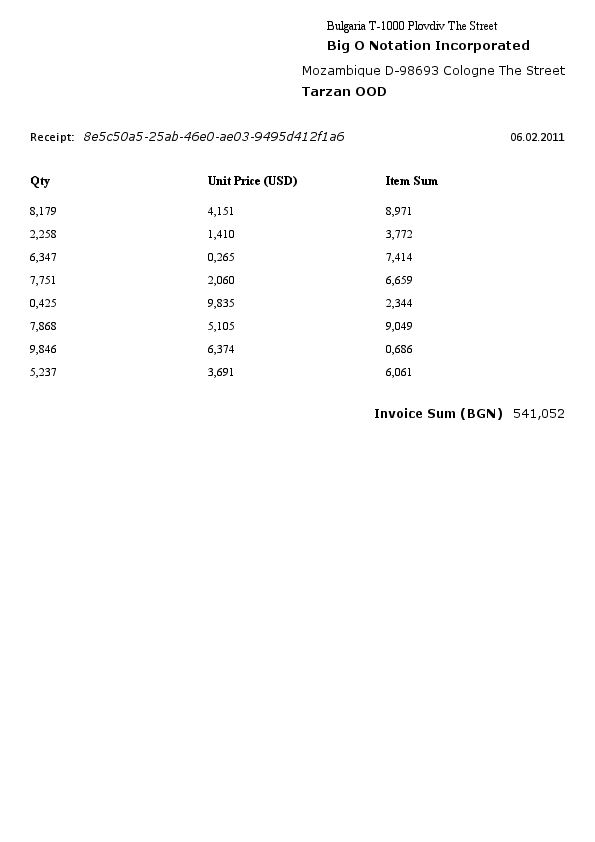 Bulgaria T-1000 Plovdiv The Street
Big O Notation Incorporated
Mozambique D-98693 Cologne The Street
Tarzan OOD
Receipt: 8e5c50a5-25ab-46e0-ae03-9495d412f1a6 06.02.2011
Qty Unit Price (USD) Item Sum
8,179 4,151 8,971
2,258 1,410 3,772
6,347 0,265 7,414
7,751 2,060 6,659
0,425 9,835 2,344
7,868 5,105 9,049
9,846 6,374 0,686
5,237 3,691 6,061
Invoice Sum (BGN) 541,052